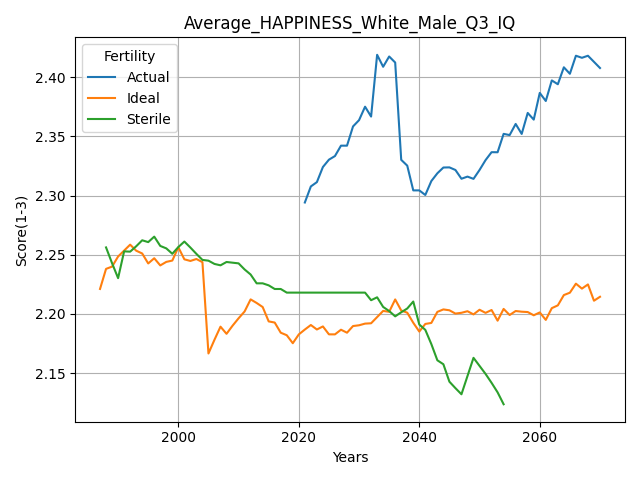 Average_HAPPINESS_White_Male_Q3_IQ
Fertility
Actual
Ideal
Sterile
Score(1-3)
2.40
2.35
2.30
2.25
2.20
2.15
2000
2020
2040
2060
Years